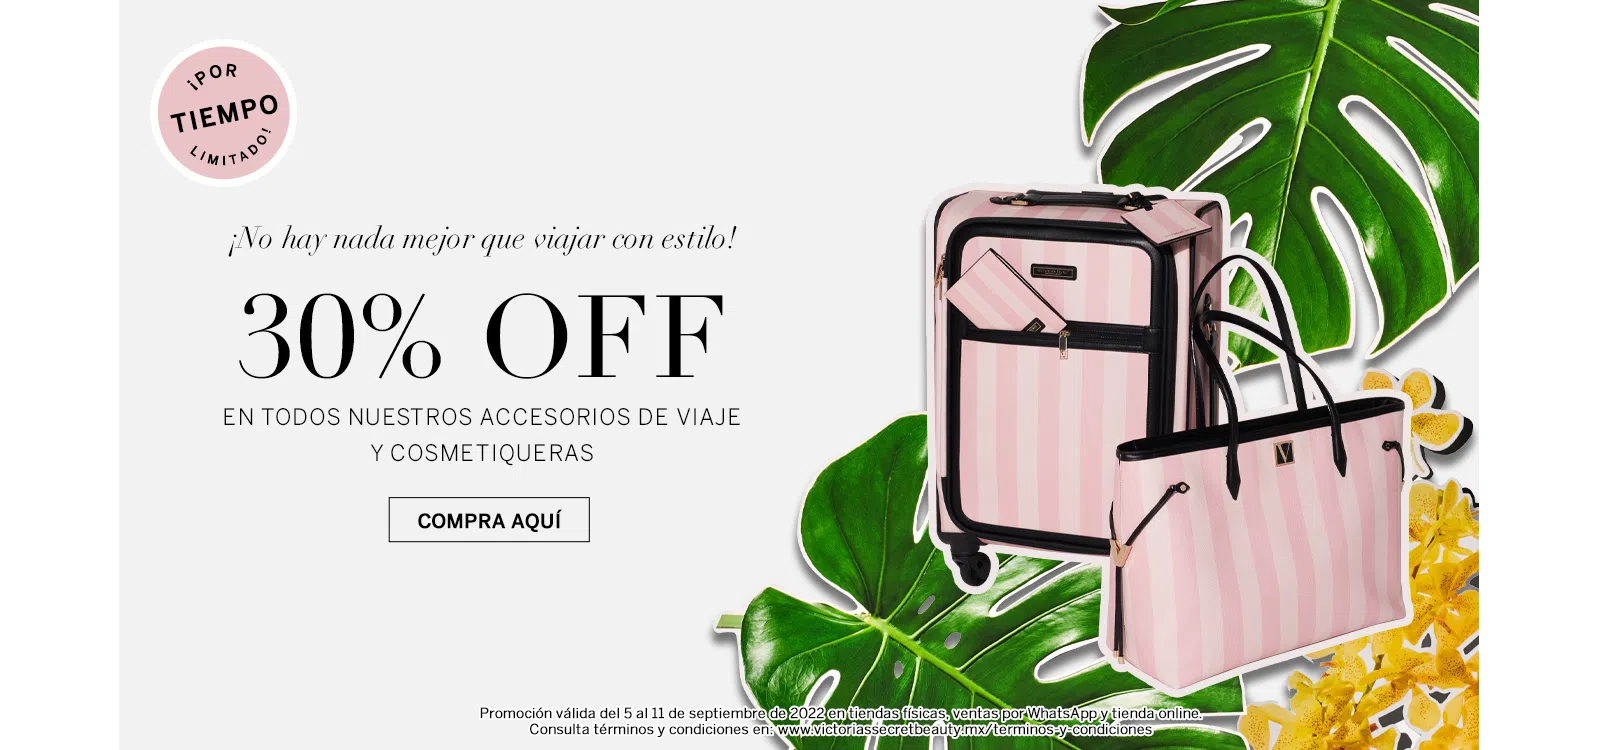 ¡POR
TIEMPO
LIMITADO!
¡No hay nada mejor que viajar con estilo!
30% OFF
EN TODOS NUESTROS ACCESORIOS DE VIAJE
Y COSMETIQUERAS
COMPRA AQUÍ
V
Promoción válida del 5 al 11 de septiembre de 2022 en tiendas físicas, ventas por WhatsApp y tienda online.
Consulta términos y condiciones en: www.victoriassecretbeauty.mx/terminos-y-condiciones